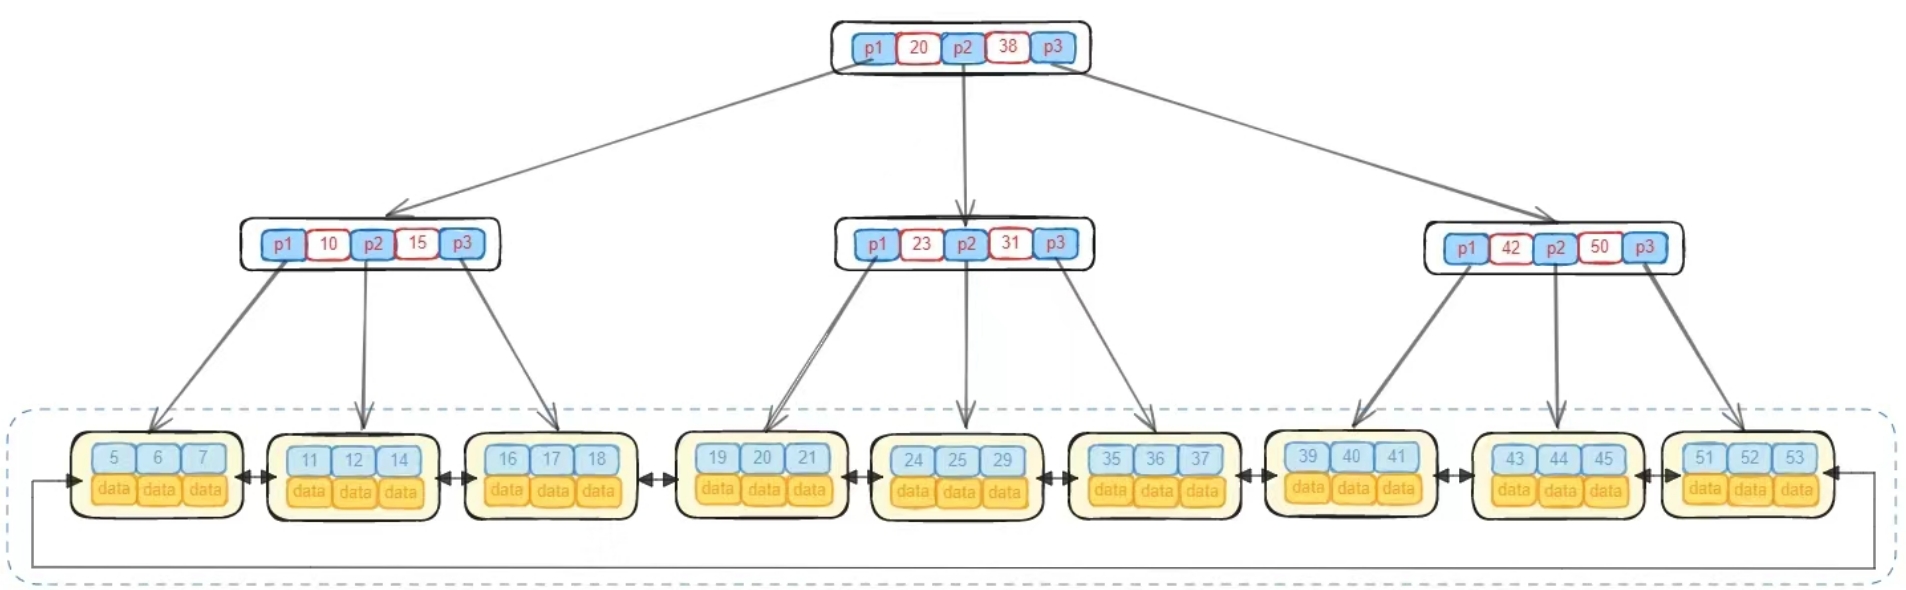 p1 20 p2 38 p3
p1 10 p2 15 p3
p1 23 p2 31 p3
p1 42 p2 50 p3
5 6 7
data data data
11 12 14
data data data
16 17 18
data data data
19 20 21
data data data
24 25 29
data data data
35 36 37
data data data
39 40 41
data data data
43 44 45
data data data
51 52 53
data data data